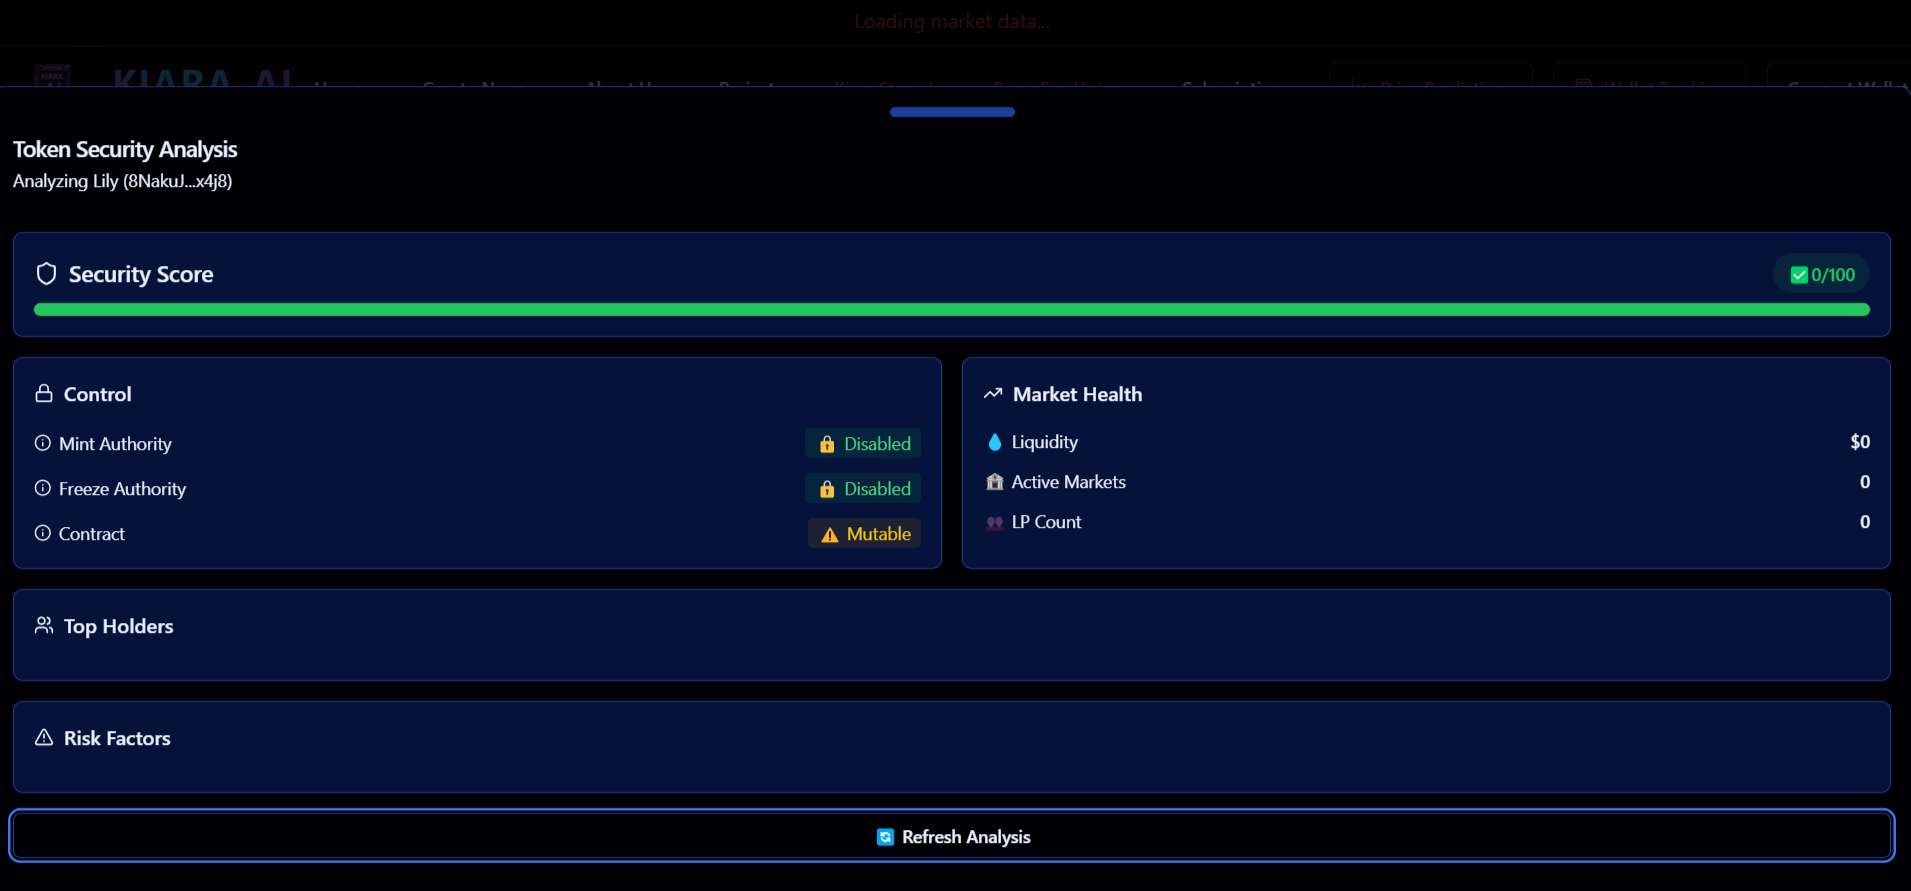 Loading market data...
KIARA AI
Token Security Analysis
Analyzing Lily (8NakuJ...x4j8)
Security Score
0/100
Control
Mint Authority
Disabled
Freeze Authority
Disabled
Contract
Mutable
Market Health
Liquidity
$0
Active Markets
0
LP Count
0
Top Holders
Risk Factors
Refresh Analysis